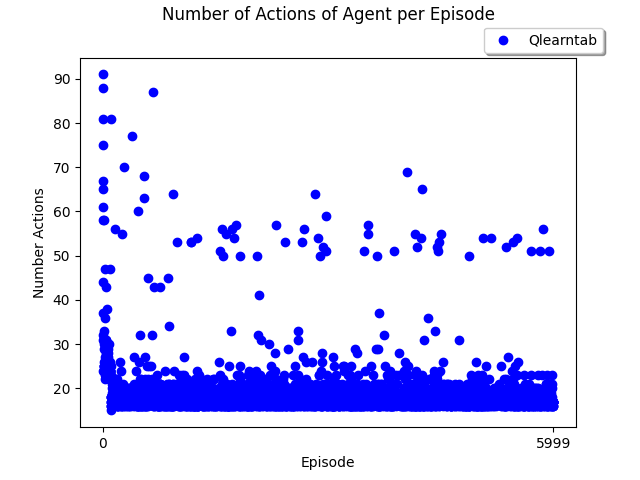 Number of Actions of Agent per Episode
Qlearntab
90
80
70
60
50
40
30
20
Number Actions
0 5999
Episode